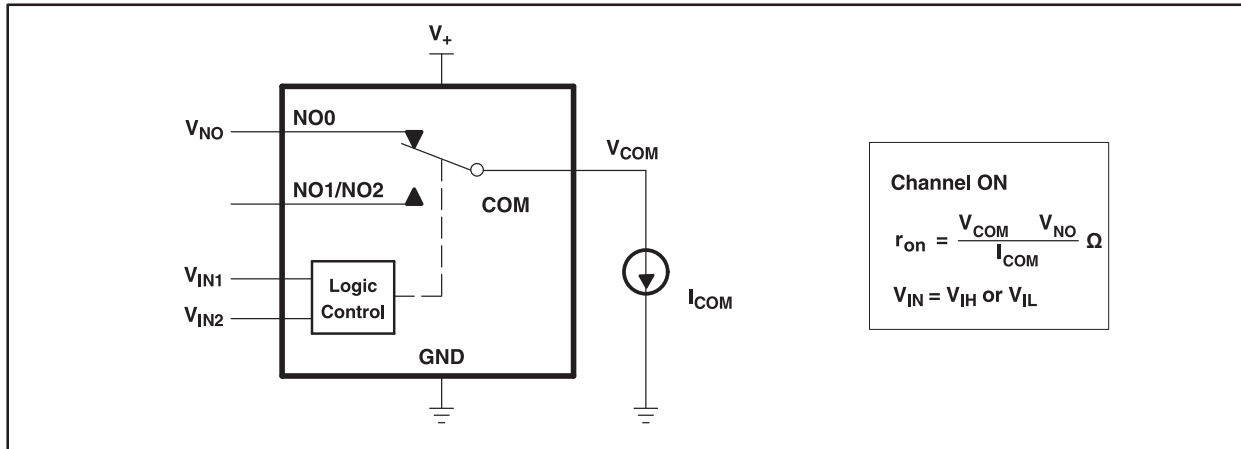 V+
NO0
VNO
VCOM
NO1/NO2
COM
VIN1
Logic
Control
VIN2
ICOM
GND
Channel ON
ron = VCOM VNO / ICOM Ω
VIN = VIH or VIL